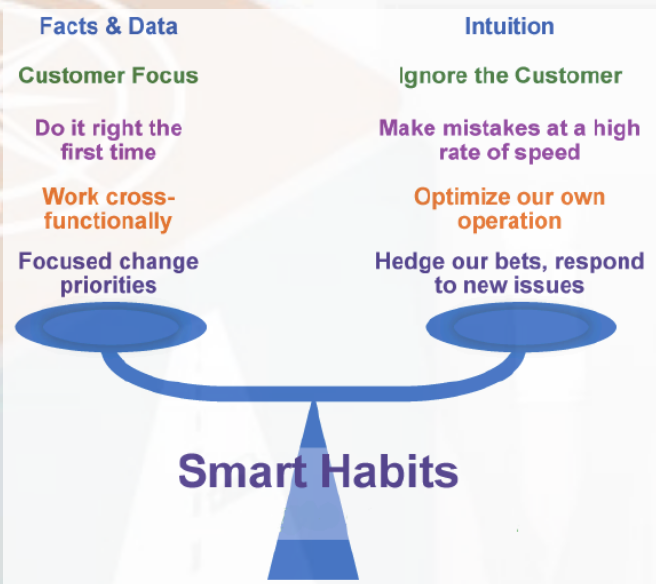 Facts & Data
Customer Focus
Do it right the
first time
Work cross-
functionally
Focused change
priorities
Intuition
Ignore the Customer
Make mistakes at a high
rate of speed
Optimize our own
operation
Hedge our bets, respond
to new issues
Smart Habits